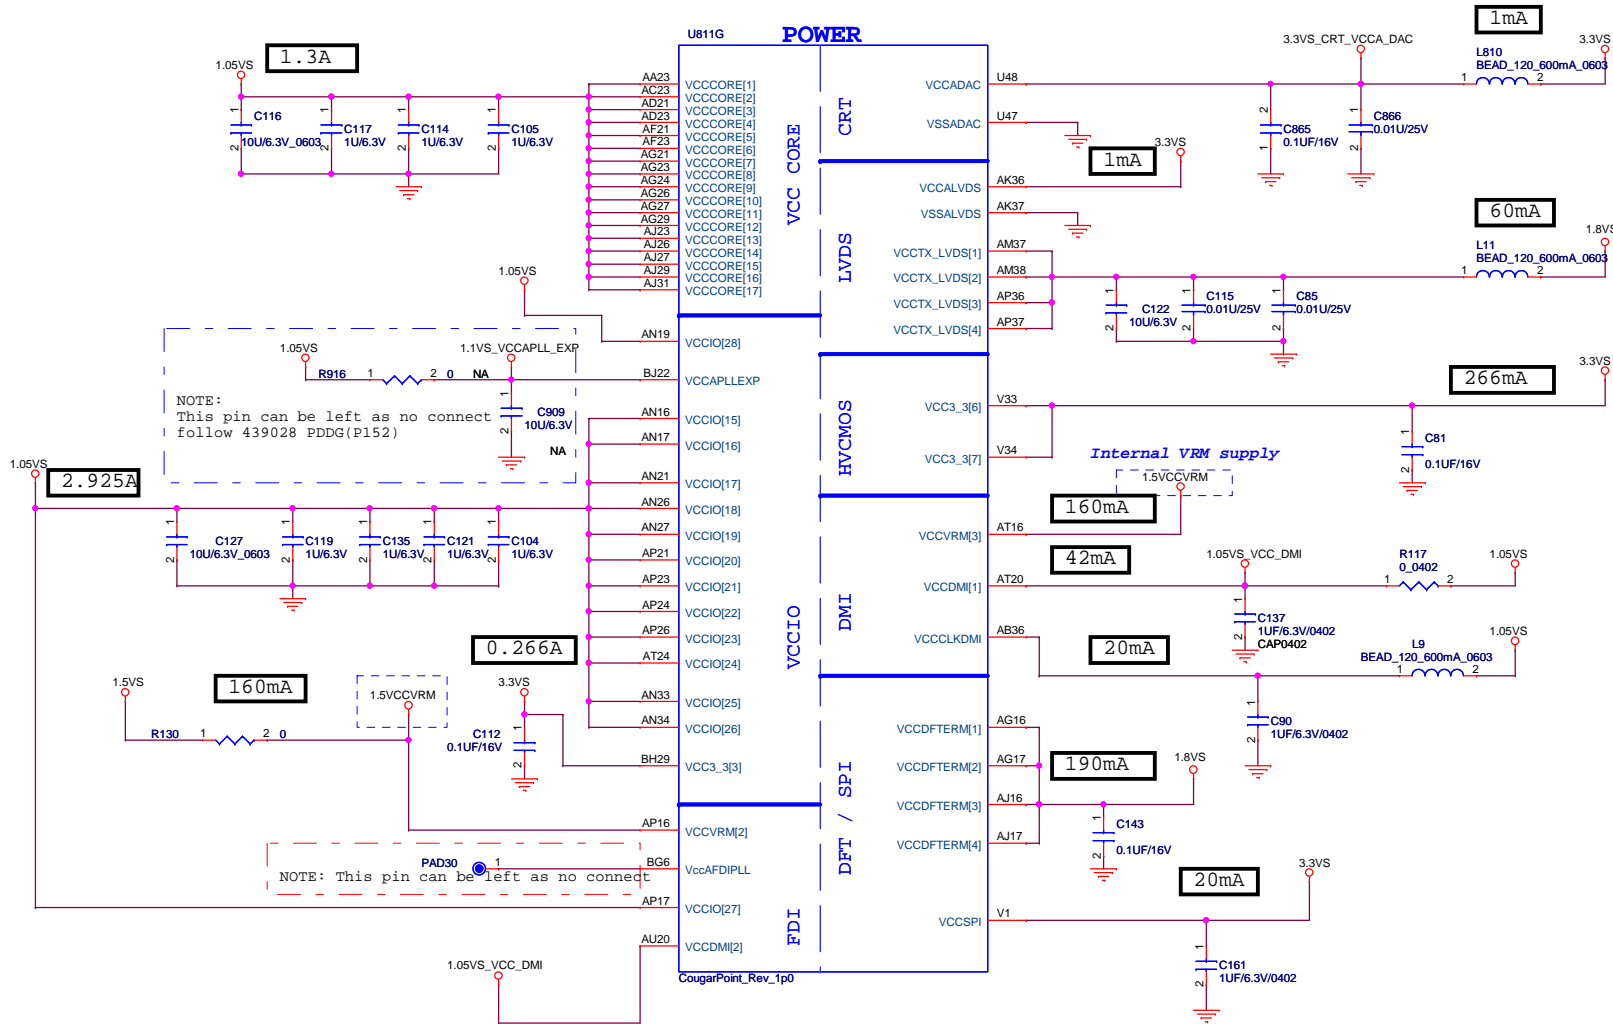 U811G
POWER
1.05VS
1.3A
C116
10U/6.3V_0603
C117
1U/6.3V
C114
1U/6.3V
C105
1U/6.3V
AA23 VCCCORE[1]
AC23 VCCCORE[2]
AD21 VCCCORE[3]
AD23 VCCCORE[4]
AF21 VCCCORE[5]
AF23 VCCCORE[6]
AG21 VCCCORE[7]
AG23 VCCCORE[8]
AG24 VCCCORE[9]
AG26 VCCCORE[10]
AG27 VCCCORE[11]
AG29 VCCCORE[12]
AJ23 VCCCORE[13]
AJ26 VCCCORE[14]
AJ27 VCCCORE[15]
AJ29 VCCCORE[16]
AJ31 VCCCORE[17]
VCC CORE
1.05VS
AN19 VCCIO[28]
1.05VS
R916 1 2 0 NA
1.1VS_VCCAPLL_EXP
BJ22 VCCAPLLEXP
C909
10U/6.3V
NA
NOTE:
This pin can be left as no connect
follow 439028 PDDG(P152)
AN16 VCCIO[15]
AN17 VCCIO[16]
AN21 VCCIO[17]
AN26 VCCIO[18]
AN27 VCCIO[19]
AP21 VCCIO[20]
AP23 VCCIO[21]
AP24 VCCIO[22]
AP26 VCCIO[23]
AT24 VCCIO[24]
AN33 VCCIO[25]
AN34 VCCIO[26]
VCCIO
1.05VS
2.925A
C127
10U/6.3V_0603
C119
1U/6.3V
C135
1U/6.3V
C121
1U/6.3V
C104
1U/6.3V
0.266A
3.3VS
C112
0.1UF/16V
BH29 VCC3_3[3]
1.5VS
160mA
R130 1 2 0
1.5VCCVRM
AP16 VCCVRM[2]
PAD30 1
BG6 VccAFDIPLL
NOTE: This pin can be left as no connect
AP17 VCCIO[27]
AU20 VCCDMI[2]
FDI
1.05VS_VCC_DMI
CougarPoint_Rev_1p0
CRT
VCCADAC U48
VSSADAC U47
3.3VS_CRT_VCCA_DAC
1mA
3.3VS
L810
BEAD_120_600mA_0603
1 2
C865
0.1UF/16V
C866
0.01U/25V
LVDS
1mA
3.3VS
VCCALVDS AK36
VSSALVDS AK37
VCCTX_LVDS[1] AM37
VCCTX_LVDS[2] AM38
VCCTX_LVDS[3] AP36
VCCTX_LVDS[4] AP37
60mA
1.8VS
L11
BEAD_120_600mA_0603
1 2
C122
10U/6.3V
C115
0.01U/25V
C85
0.01U/25V
HVCMOS
VCC3_3[6] V33
VCC3_3[7] V34
266mA
3.3VS
C81
0.1UF/16V
Internal VRM supply
1.5VCCVRM
160mA
VCCVRM[3] AT16
DMI
42mA
VCCDMI[1] AT20
1.05VS_VCC_DMI
R117
0_0402
1 2
1.05VS
C137
1UF/6.3V/0402
CAP0402
VCCCLKDMI AB36
20mA
L9
BEAD_120_600mA_0603
1 2
1.05VS
C90
1UF/6.3V/0402
DFT / SPI
VCCDFTERM[1] AG16
VCCDFTERM[2] AG17
VCCDFTERM[3] AJ16
VCCDFTERM[4] AJ17
190mA
1.8VS
C143
0.1UF/16V
20mA
3.3VS
VCCSPI V1
C161
1UF/6.3V/0402